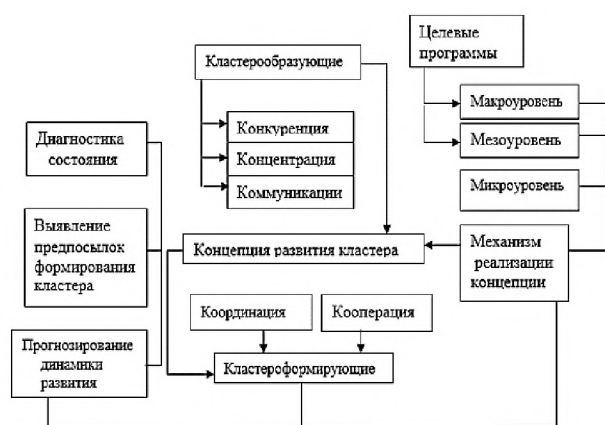 Целевые
программы
Кластерообразующие
Макроуровень
Конкуренция
Мезоуровень
Диагностика
состояния
Концентрация
Коммуникации
Микроуровень
Выявление
предпосылок
формирования
кластера
Концепция развития кластера
Механизм
реализации
концепции
Координация
Кооперация
Прогнозирование
динамики
развития
Кластероформирующие